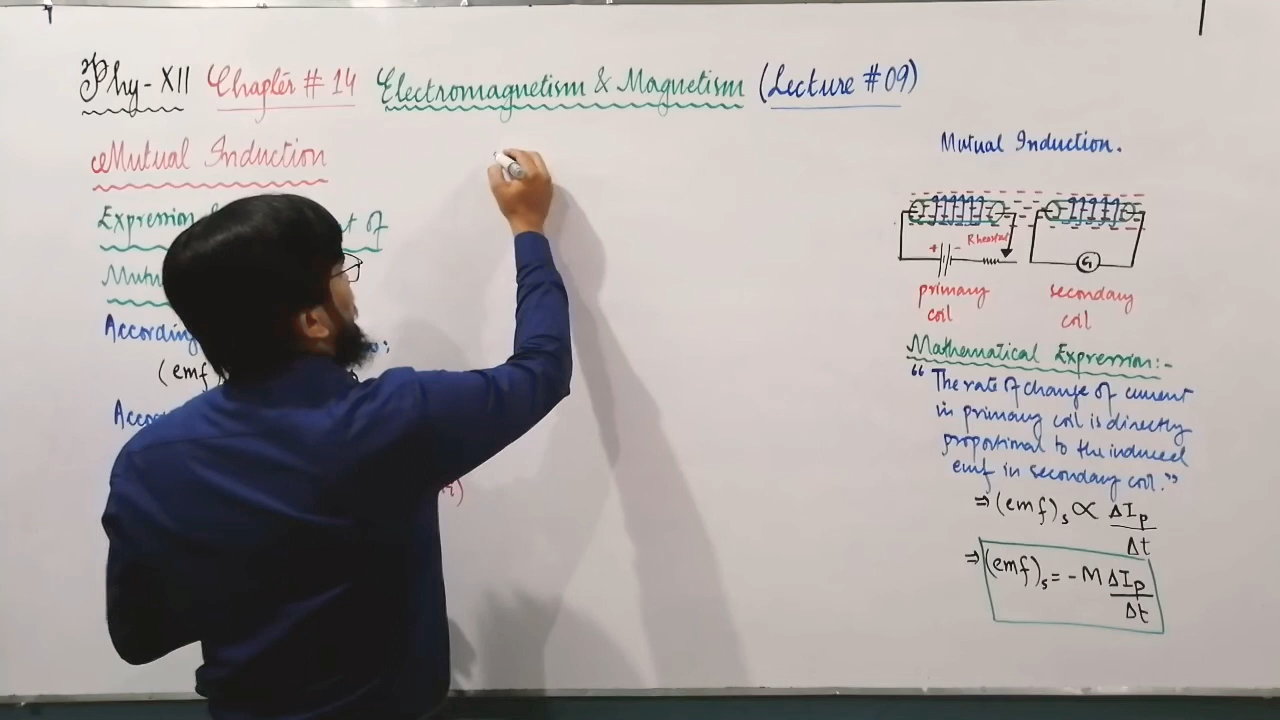 Phy-XII Chapter # 14 Electromagnetism & Magnetism (Lecture #09)
Mutual Induction
Expression of
Mutu
According
(emf)
Acco
Mutual Induction.
+ -
Rheostat
G
primary coil
secondary coil
Mathematical Expression:-
"The rate of change of current
in primary coil is directly
proportional to the induced
emf in secondary coil."
⇒ (emf)s ∝ ΔIp/Δt
⇒ (emf)s = -M ΔIp/Δt